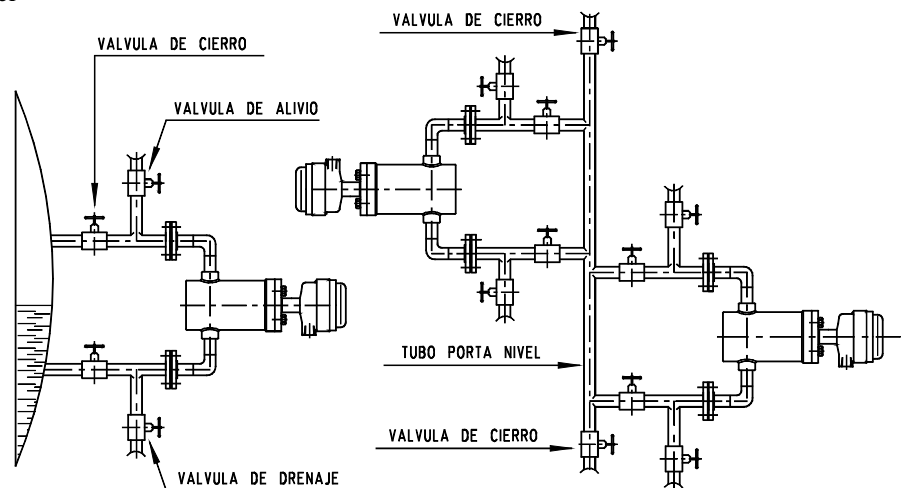 VALVULA DE CIERRO
VALVULA DE CIERRO
VALVULA DE ALIVIO
TUBO PORTA NIVEL
VALVULA DE CIERRO
VALVULA DE DRENAJE